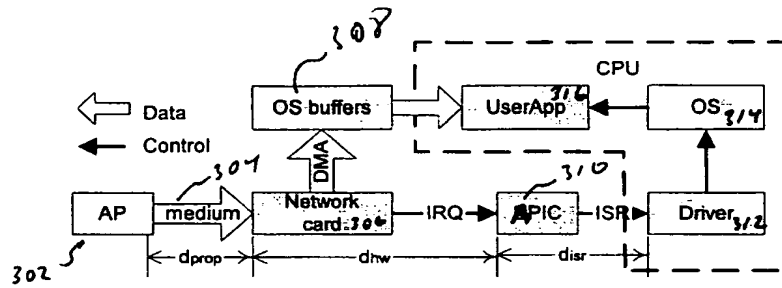 308
CPU
OS buffers
UserApp 316
OS 314
Data
Control
304
DMA
310
AP
medium
Network card 306
IRQ
APIC
ISR
Driver 312
302
dprop
dhw
disr